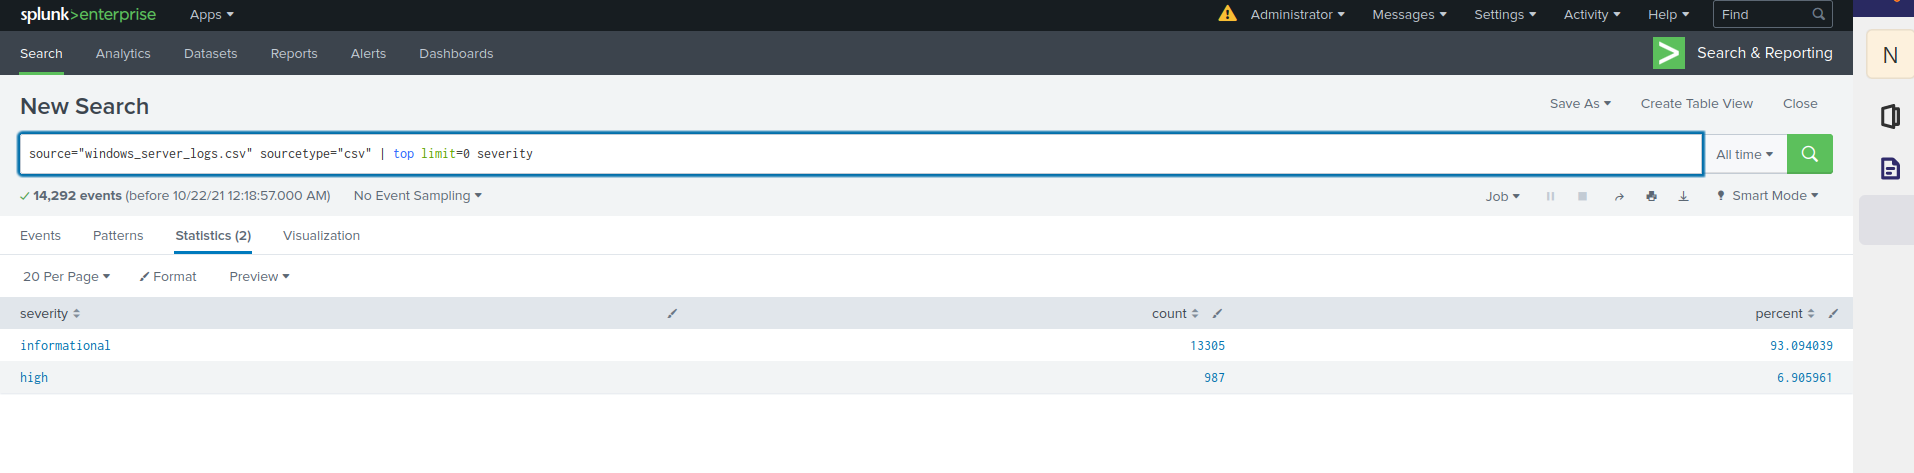 splunk>enterprise Apps Administrator Messages Settings Activity Help Find
Search Analytics Datasets Reports Alerts Dashboards > Search & Reporting
N
New Search Save As Create Table View Close
source="windows_server_logs.csv" sourcetype="csv" | top limit=0 severity All time
14,292 events (before 10/22/21 12:18:57.000 AM) No Event Sampling Job Smart Mode
Events Patterns Statistics (2) Visualization
20 Per Page Format Preview
severity count percent
informational 13305 93.094039
high 987 6.905961